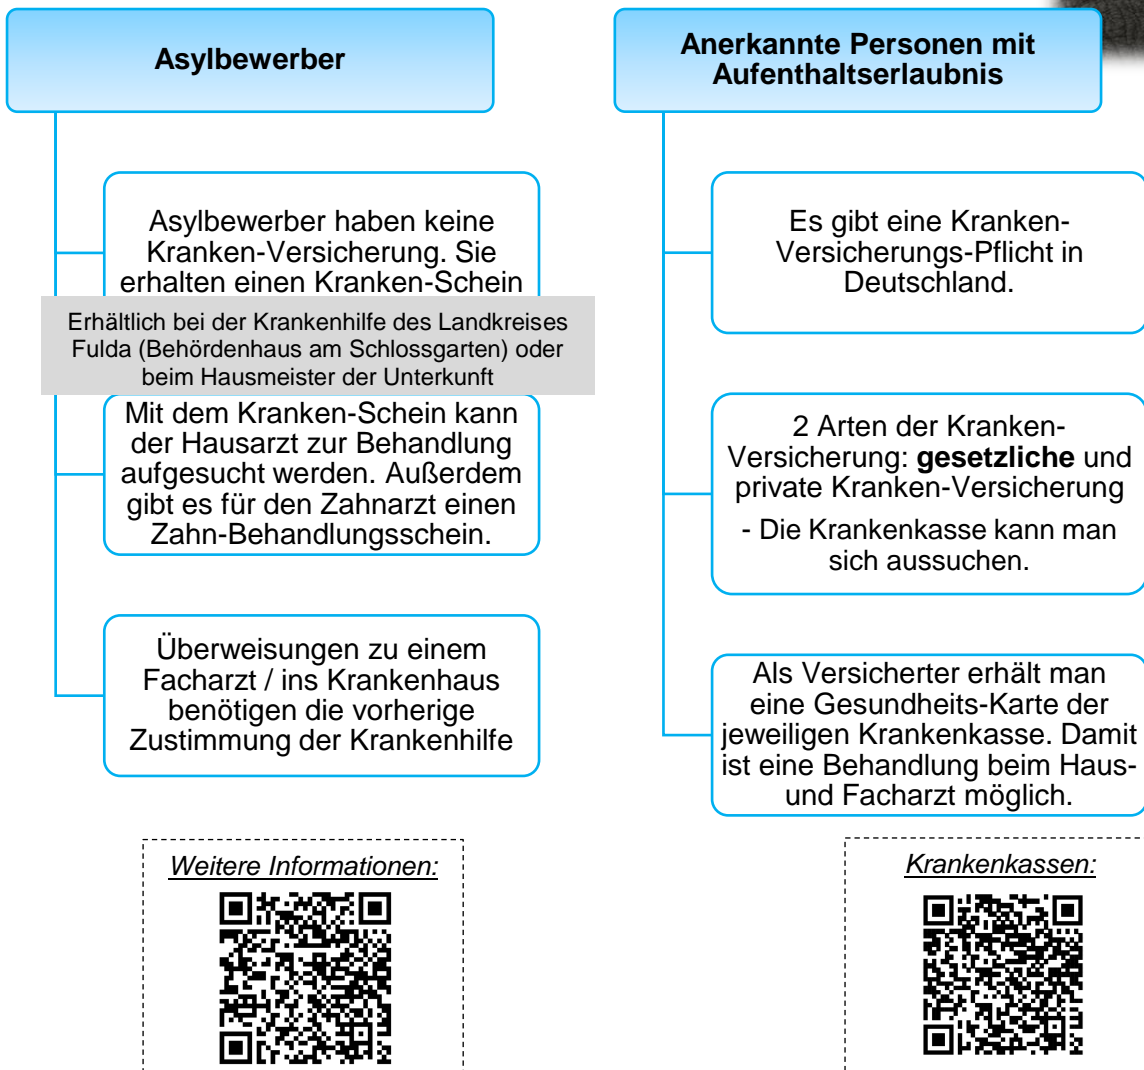 Asylbewerber
Asylbewerber haben keine
Kranken-Versicherung. Sie
erhalten einen Kranken-Schein
Erhältlich bei der Krankenhilfe des Landkreises
Fulda (Behördenhaus am Schlossgarten) oder
beim Hausmeister der Unterkunft
Mit dem Kranken-Schein kann
der Hausarzt zur Behandlung
aufgesucht werden. Außerdem
gibt es für den Zahnarzt einen
Zahn-Behandlungsschein.
Überweisungen zu einem
Facharzt / ins Krankenhaus
benötigen die vorherige
Zustimmung der Krankenhilfe
Weitere Informationen:
Anerkannte Personen mit
Aufenthaltserlaubnis
Es gibt eine Kranken-
Versicherungs-Pflicht in
Deutschland.
2 Arten der Kranken-
Versicherung: gesetzliche und
private Kranken-Versicherung
- Die Krankenkasse kann man
sich aussuchen.
Als Versicherter erhält man
eine Gesundheits-Karte der
jeweiligen Krankenkasse. Damit
ist eine Behandlung beim Haus-
und Facharzt möglich.
Krankenkassen: